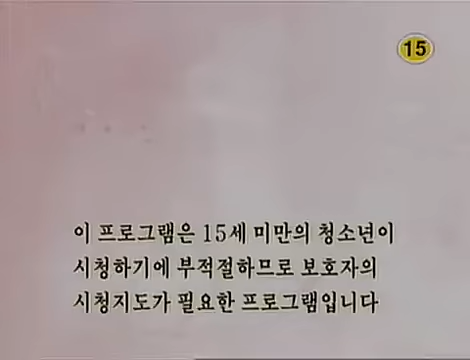 15
이 프로그램은 15세 미만의 청소년이
시청하기에 부적절하므로 보호자의
시청지도가 필요한 프로그램입니다